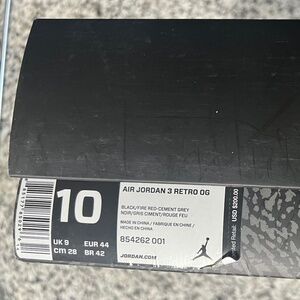 10
AIR JORDAN 3 RETRO OG
BLACK/FIRE RED-CEMENT GREY
NOIR/GRIS CIMENT/ROUGE FEU
MADE IN CHINA / FABRIQUE EN CHINE /
HECHO EN CHINA
854262 001
UK 9 EUR 44
CM 28 BR 42
JORDAN.COM
Retail: USD $200.00